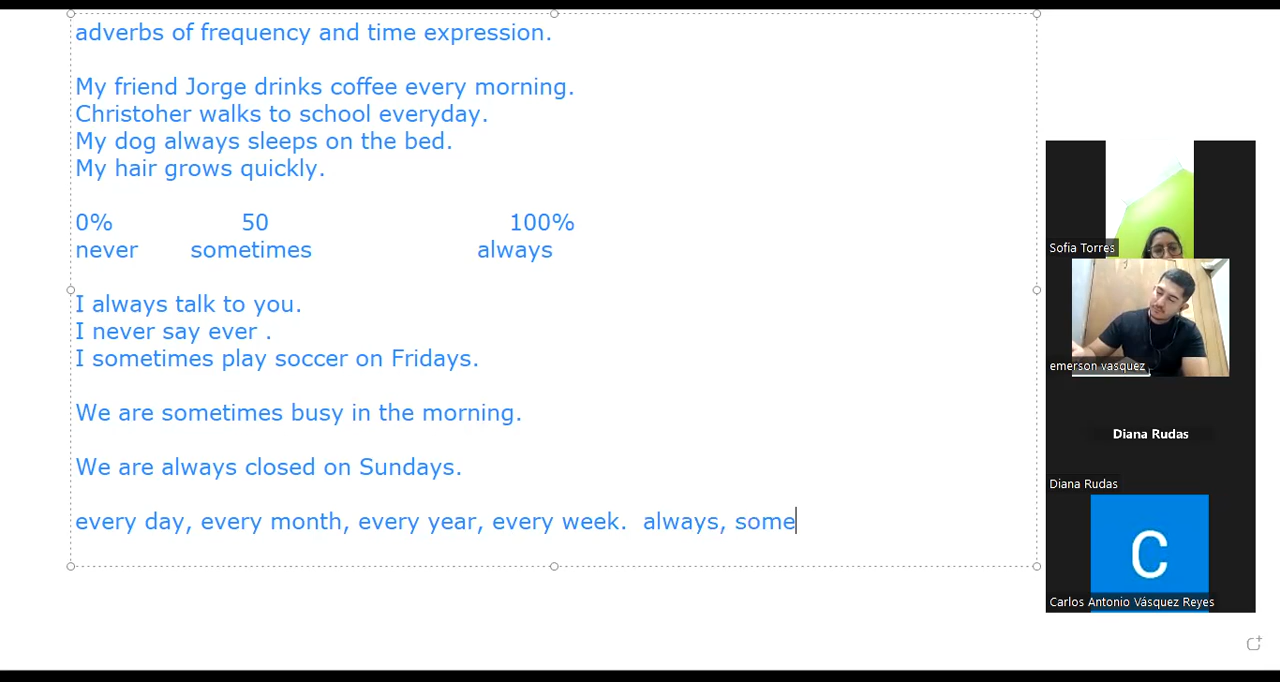 adverbs of frequency and time expression.
My friend Jorge drinks coffee every morning.
Christoher walks to school everyday.
My dog always sleeps on the bed.
My hair grows quickly.
0% 50 100%
never sometimes always
I always talk to you.
I never say ever .
I sometimes play soccer on Fridays.
We are sometimes busy in the morning.
We are always closed on Sundays.
every day, every month, every year, every week.  always, some
Sofia Torres
emerson vasquez
Diana Rudas
Diana Rudas
C
Carlos Antonio Vásquez Reyes